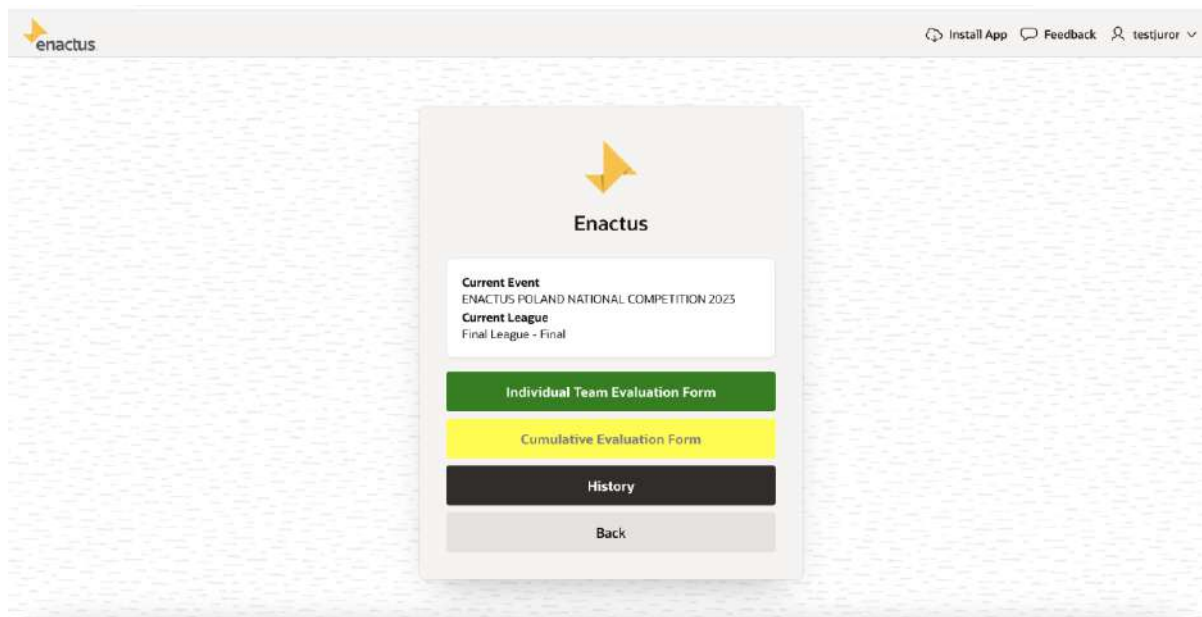 enactus
Install App Feedback testjuror
Enactus
Current Event
ENACTUS POLAND NATIONAL COMPETITION 2023
Current League
Final League - Final
Individual Team Evaluation Form
Cumulative Evaluation Form
History
Back